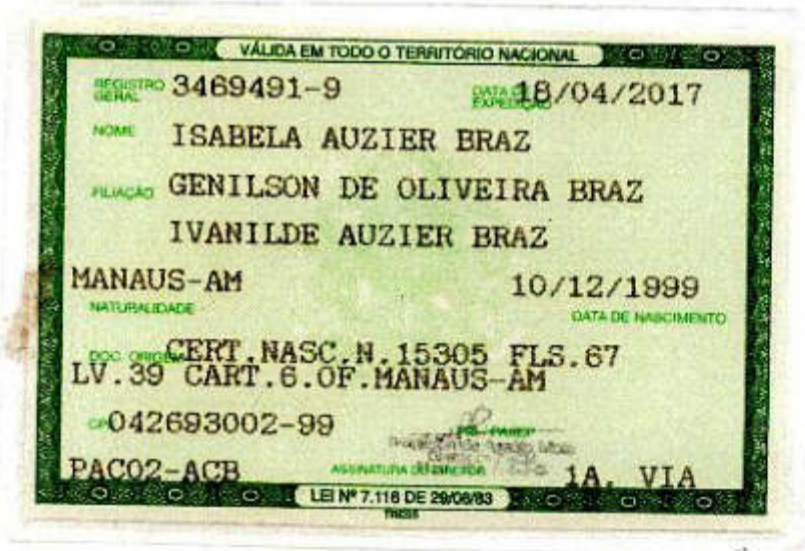 VÁLIDA EM TODO O TERRITÓRIO NACIONAL
REGISTRO GERAL 3469491-9 DATA DE EXPEDIÇÃO 18/04/2017
NOME ISABELA AUZIER BRAZ
FILIAÇÃO GENILSON DE OLIVEIRA BRAZ
IVANILDE AUZIER BRAZ
MANAUS-AM 10/12/1999
NATURALIDADE DATA DE NASCIMENTO
DOC. ORIGEM CERT.NASC.N.15305 FLS.67
LV.39 CART.6.OF.MANAUS-AM
CPF 042693002-99
PAC02-ACB ASSINATURA DO DIRETOR 1A. VIA
LEI Nº 7.116 DE 29/08/83